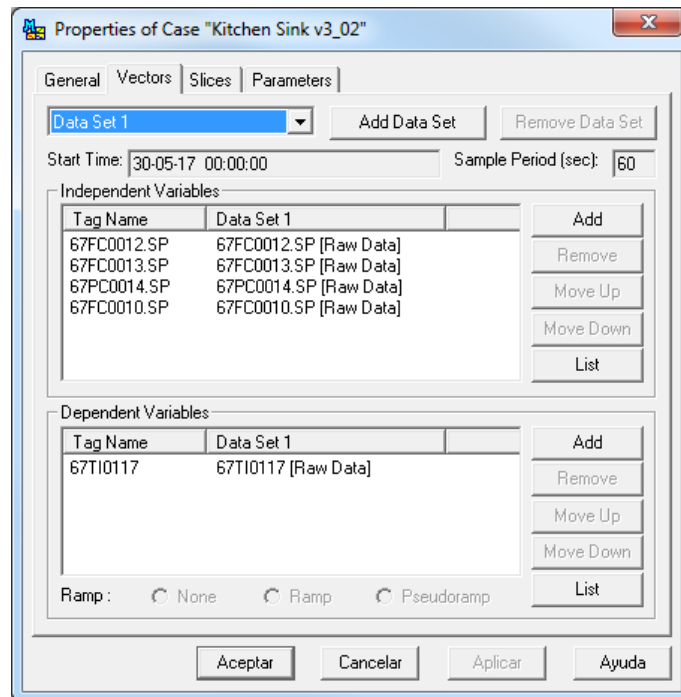 Properties of Case "Kitchen Sink v3_02"
x
General Vectors Slices Parameters
Data Set 1 Add Data Set Remove Data Set
Start Time: 30-05-17 00:00:00 Sample Period (sec): 60
Independent Variables
Tag Name Data Set 1 Add
67FC0012.SP 67FC0012.SP [Raw Data]
67FC0013.SP 67FC0013.SP [Raw Data] Remove
67PC0014.SP 67PC0014.SP [Raw Data] Move Up
67FC0010.SP 67FC0010.SP [Raw Data]
Move Down
List
Dependent Variables
Tag Name Data Set 1 Add
67TI0117 67TI0117 [Raw Data] Remove
Move Up
Move Down
Ramp : None Ramp Pseudoramp List
Aceptar Cancelar Aplicar Ayuda